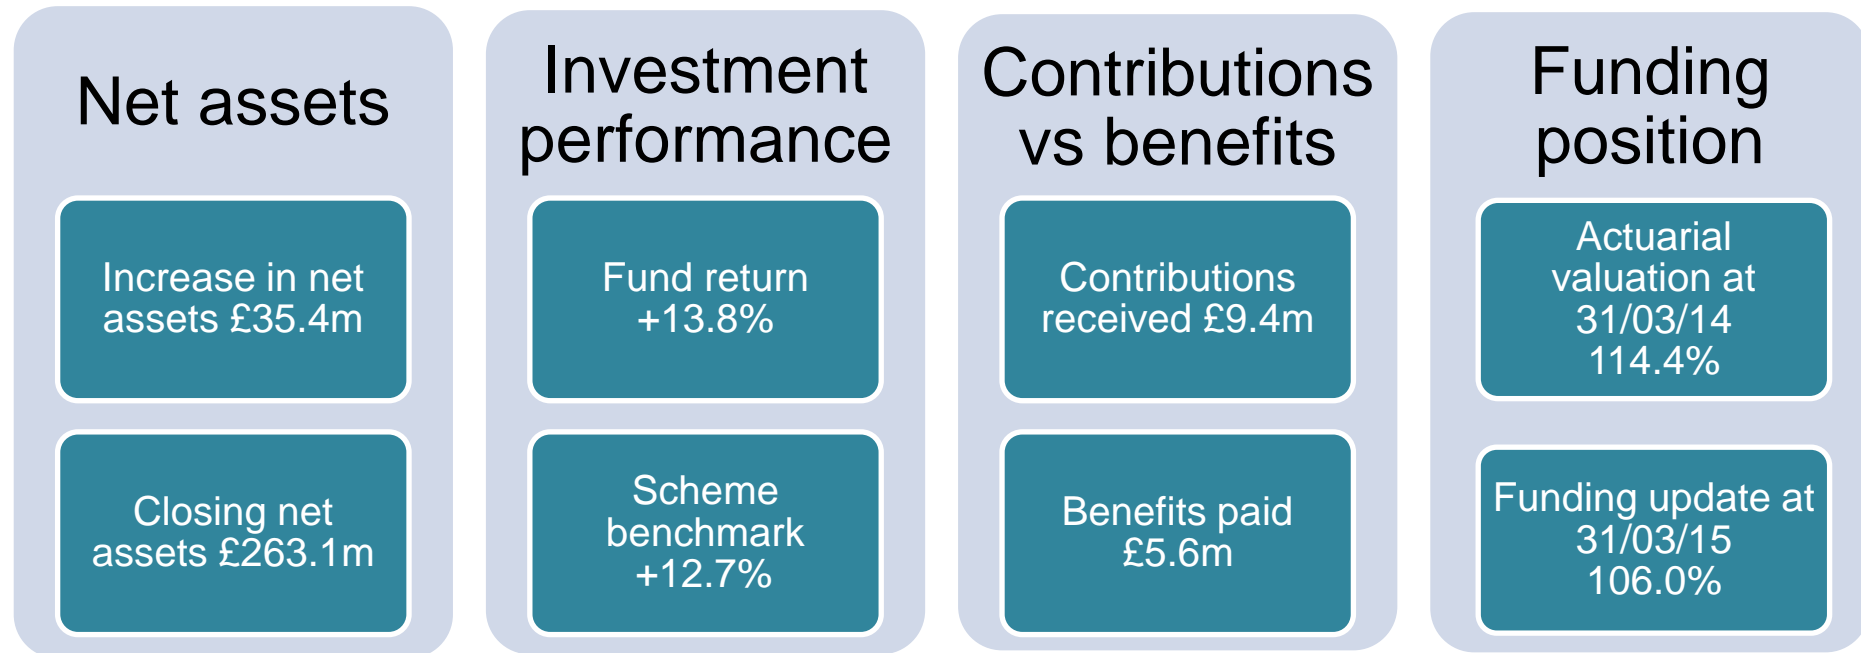 Net assets
Increase in net
assets £35.4m
Closing net
assets £263.1m
Investment
performance
Fund return
+13.8%
Scheme
benchmark
+12.7%
Contributions
vs benefits
Contributions
received £9.4m
Benefits paid
£5.6m
Funding
position
Actuarial
valuation at
31/03/14
114.4%
Funding update at
31/03/15
106.0%